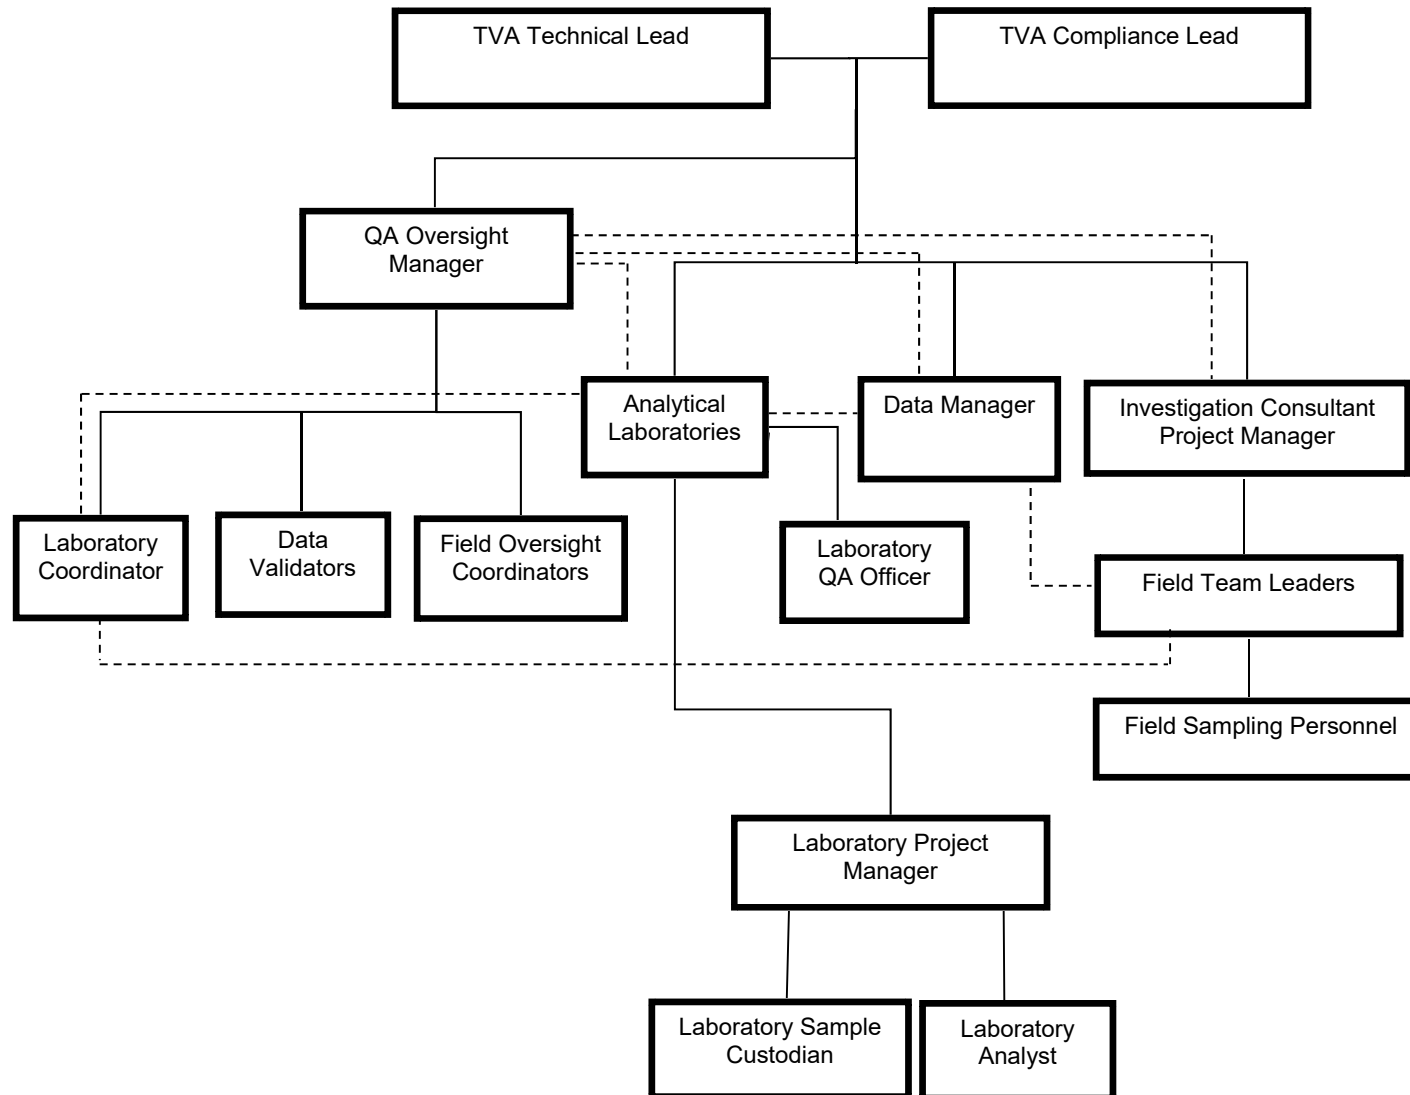 TVA Technical Lead
TVA Compliance Lead
QA Oversight
Manager
Analytical
Laboratories
Data Manager
Investigation Consultant
Project Manager
Laboratory
Coordinator
Data
Validators
Field Oversight
Coordinators
Laboratory
QA Officer
Field Team Leaders
Field Sampling Personnel
Laboratory Project
Manager
Laboratory Sample
Custodian
Laboratory
Analyst